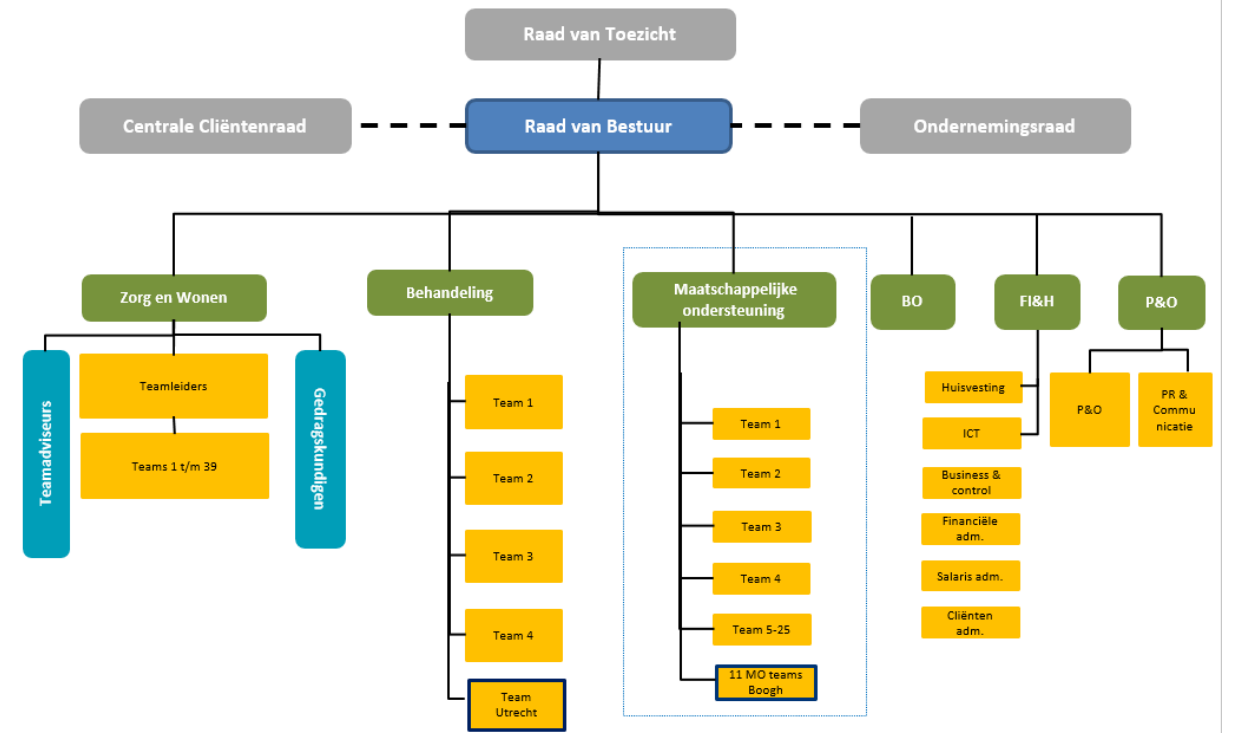 Raad van Toezicht
Centrale Cliëntenraad
Raad van Bestuur
Ondernemingsraad
Zorg en Wonen
Behandeling
Maatschappelijke
ondersteuning
BO
FI&H
P&O
Teamadviseurs
Teamleiders
Teams 1 t/m 39
Gedragskundigen
Team 1
Team 2
Team 3
Team 4
Team
Utrecht
Team 1
Team 2
Team 3
Team 4
Team 5-25
11 MO teams
Boogh
Huisvesting
ICT
Business &
control
Financiële
adm.
Salaris adm.
Cliënten
adm.
P&O
PR &
Commu
nicatie